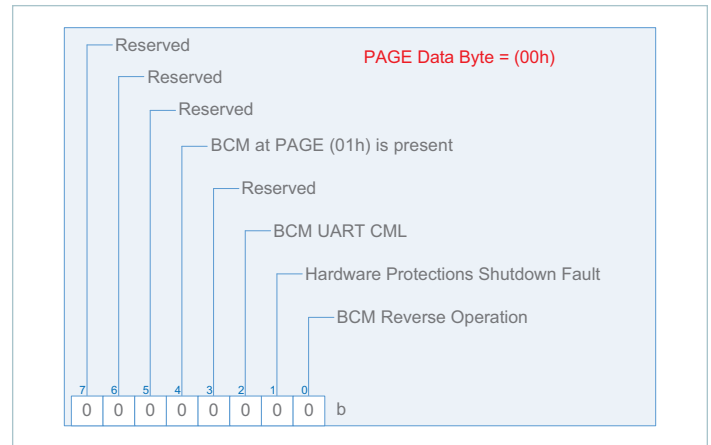 Reserved
PAGE Data Byte = (00h)
Reserved
Reserved
BCM at PAGE (01h) is present
Reserved
BCM UART CML
Hardware Protections Shutdown Fault
BCM Reverse Operation
7 6 5 4 3 2 1 0
0 0 0 0 0 0 0 0 b